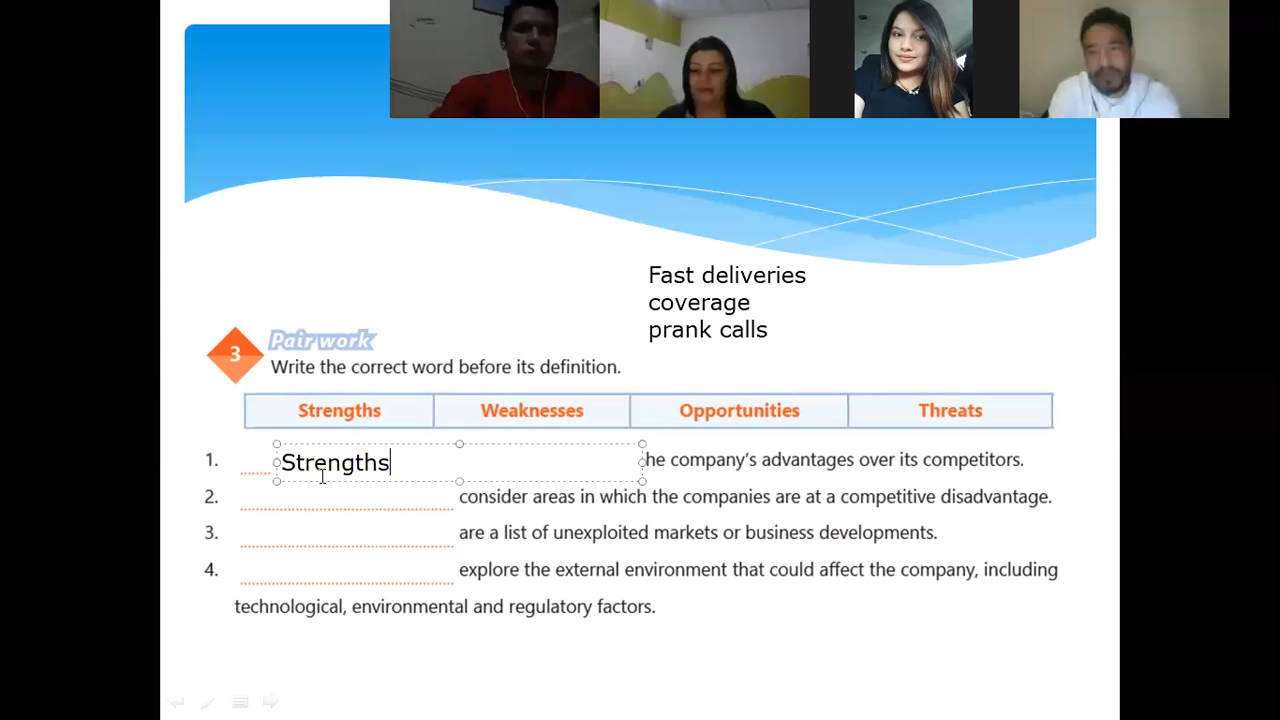 Fast deliveries
coverage
prank calls
3
Pair work
Write the correct word before its definition.
Strengths Weaknesses Opportunities Threats
1. Strengths he company's advantages over its competitors.
2. consider areas in which the companies are at a competitive disadvantage.
3. are a list of unexploited markets or business developments.
4. explore the external environment that could affect the company, including
technological, environmental and regulatory factors.